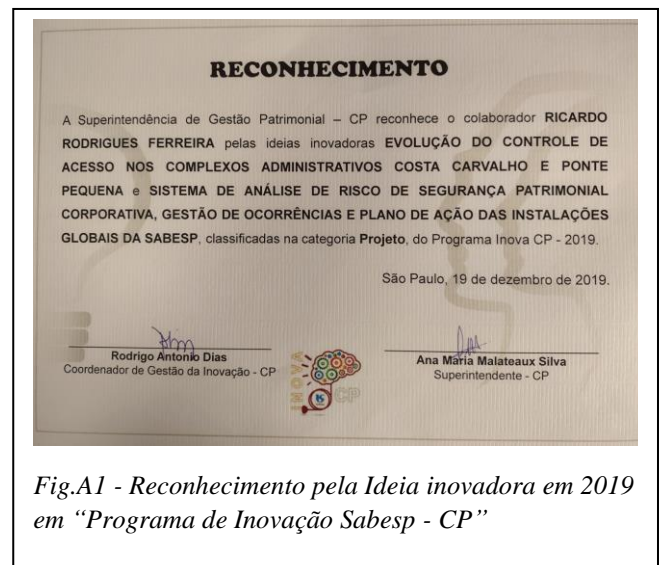 RECONHECIMENTO
A Superintendência de Gestão Patrimonial – CP reconhece o colaborador RICARDO
RODRIGUES FERREIRA pelas ideias inovadoras EVOLUÇÃO DO CONTROLE DE
ACESSO NOS COMPLEXOS ADMINISTRATIVOS COSTA CARVALHO E PONTE
PEQUENA e SISTEMA DE ANÁLISE DE RISCO DE SEGURANÇA PATRIMONIAL
CORPORATIVA, GESTÃO DE OCORRÊNCIAS E PLANO DE AÇÃO DAS INSTALAÇÕES
GLOBAIS DA SABESP, classificadas na categoria Projeto, do Programa Inova CP - 2019.
São Paulo, 19 de dezembro de 2019.
Rodrigo Antonio Dias
Coordenador de Gestão da Inovação - CP
INOVA
CP
Ana Maria Malateaux Silva
Superintendente - CP
Fig.A1 - Reconhecimento pela Ideia inovadora em 2019
em “Programa de Inovação Sabesp - CP”